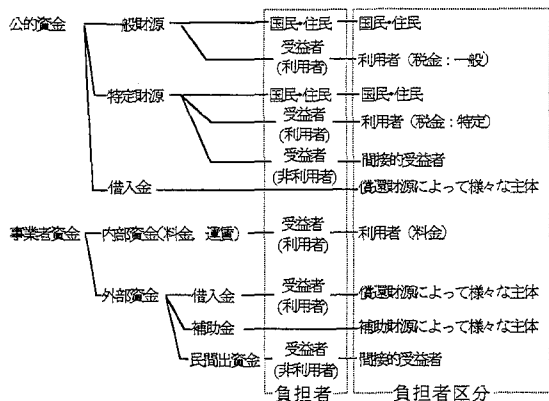 公的資金 一般財源 国民・住民 国民・住民
受益者
(利用者) 利用者(税金:一般)
特定財源 国民・住民 国民・住民
受益者
(利用者) 利用者(税金:特定)
受益者
(非利用者) 間接的受益者
借入金 償還財源によって様々な主体
事業者資金 内部資金(料金、運賃) 受益者
(利用者) 利用者(料金)
外部資金 借入金 受益者
(利用者) 償還財源によって様々な主体
補助金 補助財源によって様々な主体
民間出資金 受益者
(非利用者) 間接的受益者
負担者 負担者区分